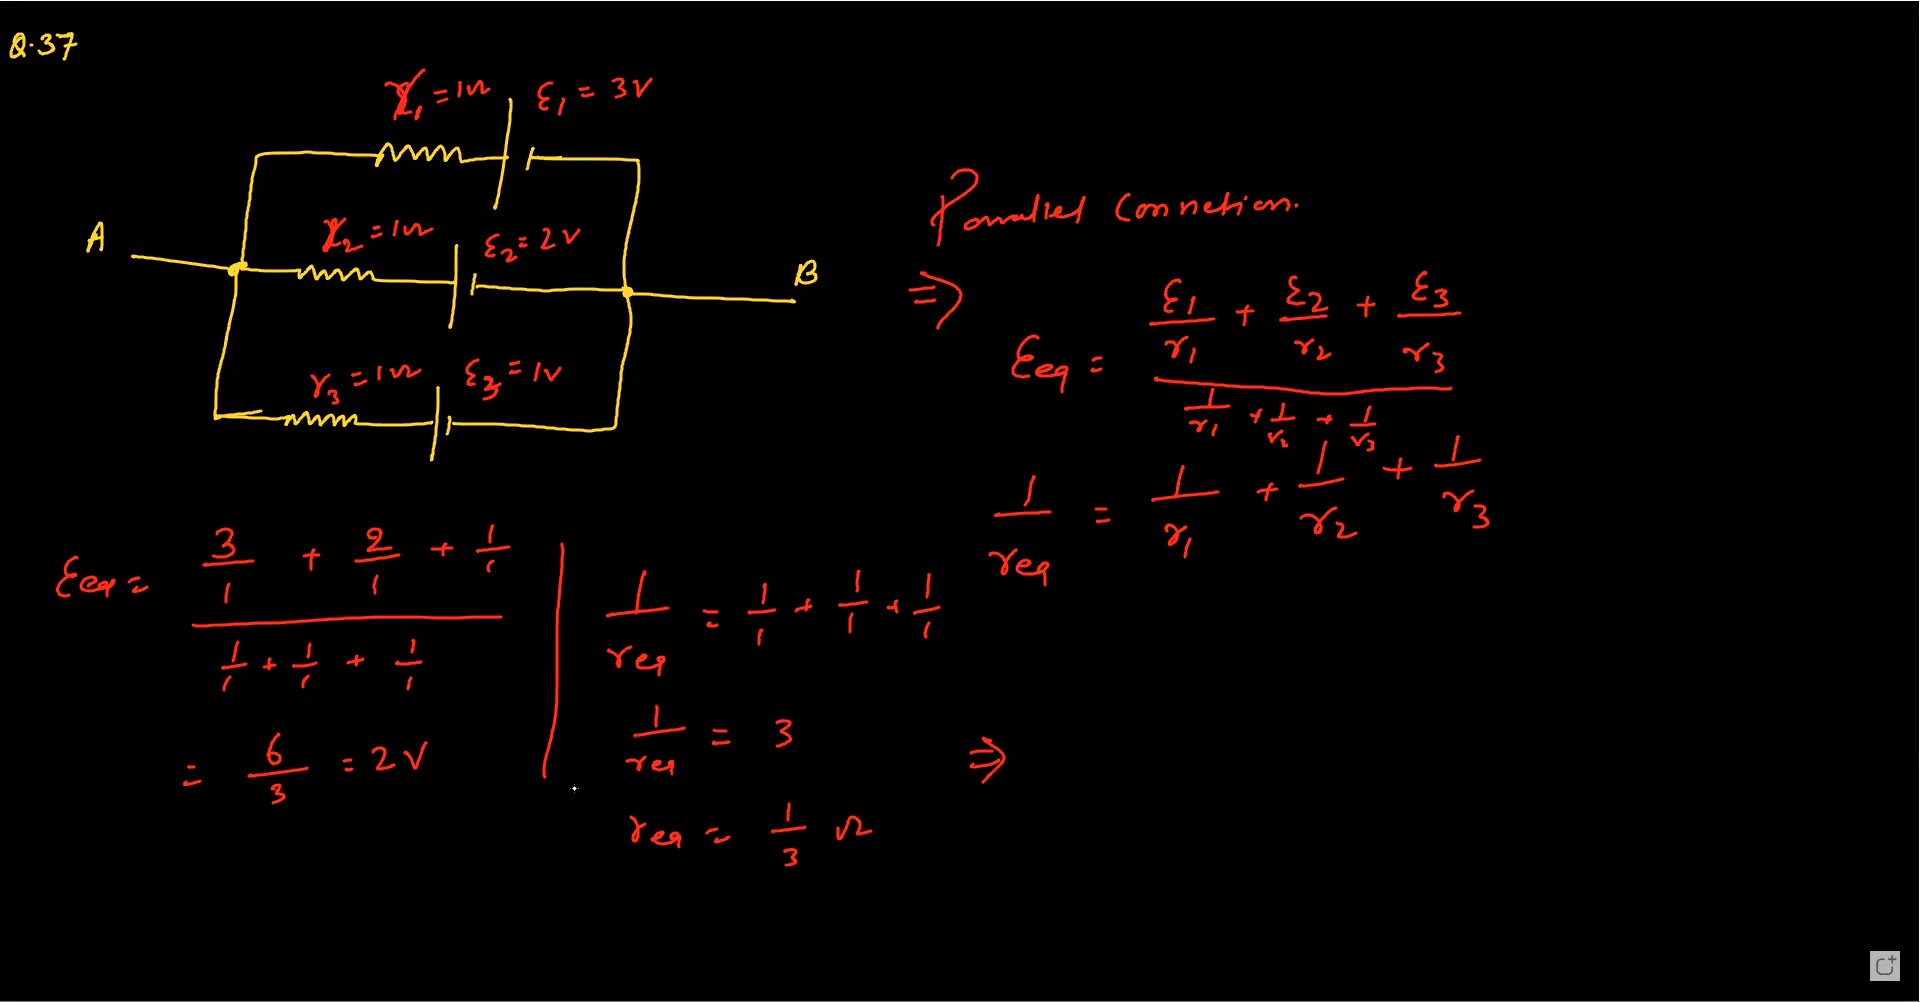 Q.37
r₁ = 1Ω ε₁ = 3V
r₂ = 1Ω ε₂ = 2V
A
B
r₃ = 1Ω ε₃ = 1V
Parallel Connection.
⇒
Eeq = (ε₁/r₁ + ε₂/r₂ + ε₃/r₃) / (1/r₁ + 1/r₂ + 1/r₃)
1/req = 1/r₁ + 1/r₂ + 1/r₃
Eeq = (3/1 + 2/1 + 1/1) / (1/1 + 1/1 + 1/1)
= 6/3 = 2V
1/req = 1/1 + 1/1 + 1/1
1/req = 3 ⇒
req = 1/3 Ω